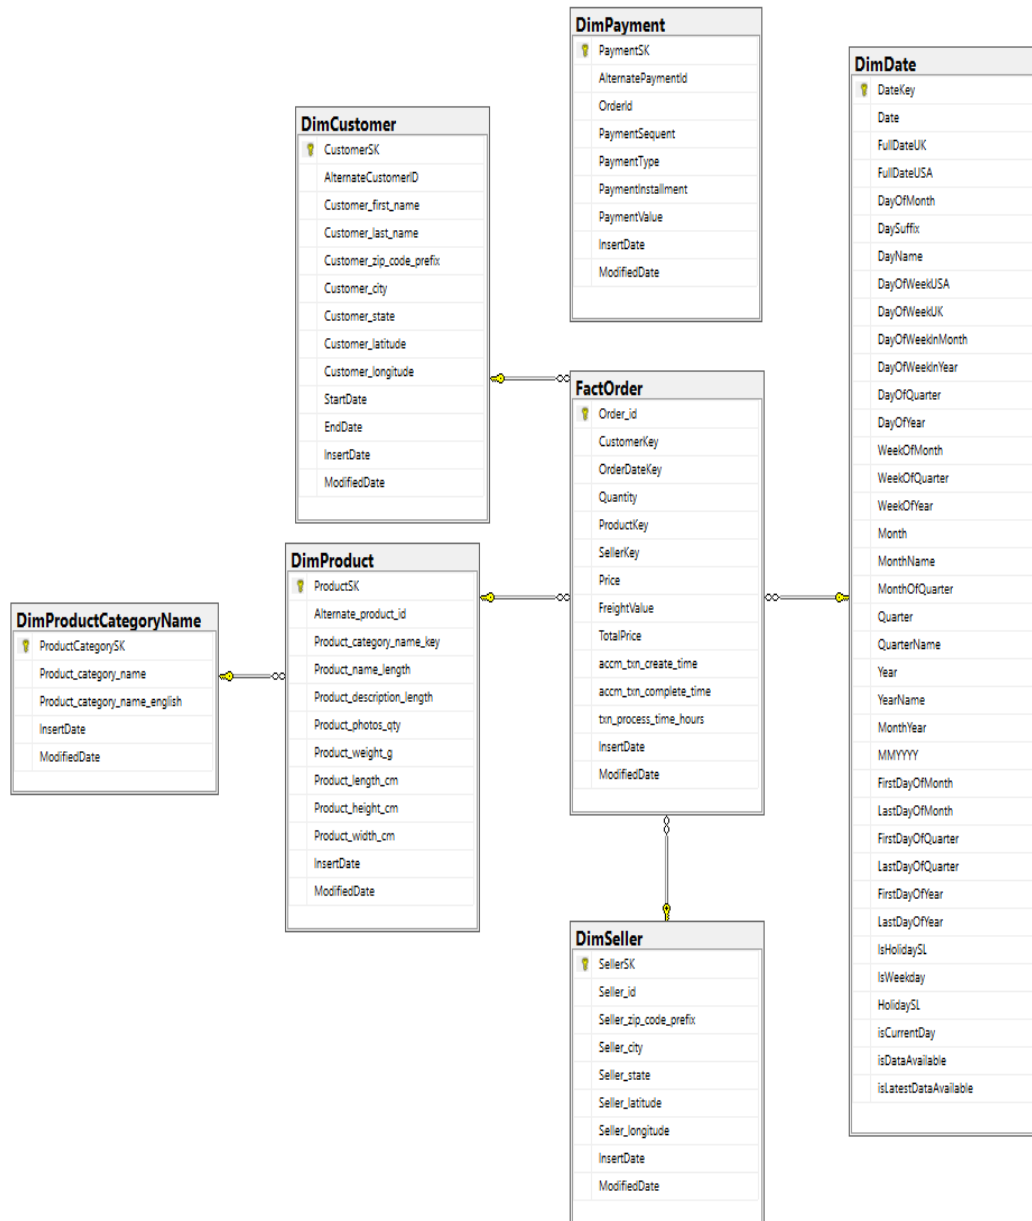 DimPayment
PaymentSK
AlternatePaymentId
OrderId
PaymentSequent
PaymentType
PaymentInstallment
PaymentValue
InsertDate
ModifiedDate
DimDate
DateKey
Date
FullDateUK
FullDateUSA
DayOfMonth
DaySuffix
DayName
DayOfWeekUSA
DayOfWeekUK
DayOfWeekInMonth
DayOfWeekInYear
DayOfQuarter
DayOfYear
WeekOfMonth
WeekOfQuarter
WeekOfYear
Month
MonthName
MonthOfQuarter
Quarter
QuarterName
Year
YearName
MonthYear
MMYYYY
FirstDayOfMonth
LastDayOfMonth
FirstDayOfQuarter
LastDayOfQuarter
FirstDayOfYear
LastDayOfYear
IsHolidaySL
IsWeekday
HolidaySL
isCurrentDay
isDataAvailable
isLatestDataAvailable
DimCustomer
CustomerSK
AlternateCustomerID
Customer_first_name
Customer_last_name
Customer_zip_code_prefix
Customer_city
Customer_state
Customer_latitude
Customer_longitude
StartDate
EndDate
InsertDate
ModifiedDate
FactOrder
Order_id
CustomerKey
OrderDateKey
Quantity
ProductKey
SellerKey
Price
FreightValue
TotalPrice
accm_txn_create_time
accm_txn_complete_time
txn_process_time_hours
InsertDate
ModifiedDate
DimProduct
ProductSK
Alternate_product_id
Product_category_name_key
Product_name_length
Product_description_length
Product_photos_qty
Product_weight_g
Product_length_cm
Product_height_cm
Product_width_cm
InsertDate
ModifiedDate
DimProductCategoryName
ProductCategorySK
Product_category_name
Product_category_name_english
InsertDate
ModifiedDate
DimSeller
SellerSK
Seller_id
Seller_zip_code_prefix
Seller_city
Seller_state
Seller_latitude
Seller_longitude
InsertDate
ModifiedDate